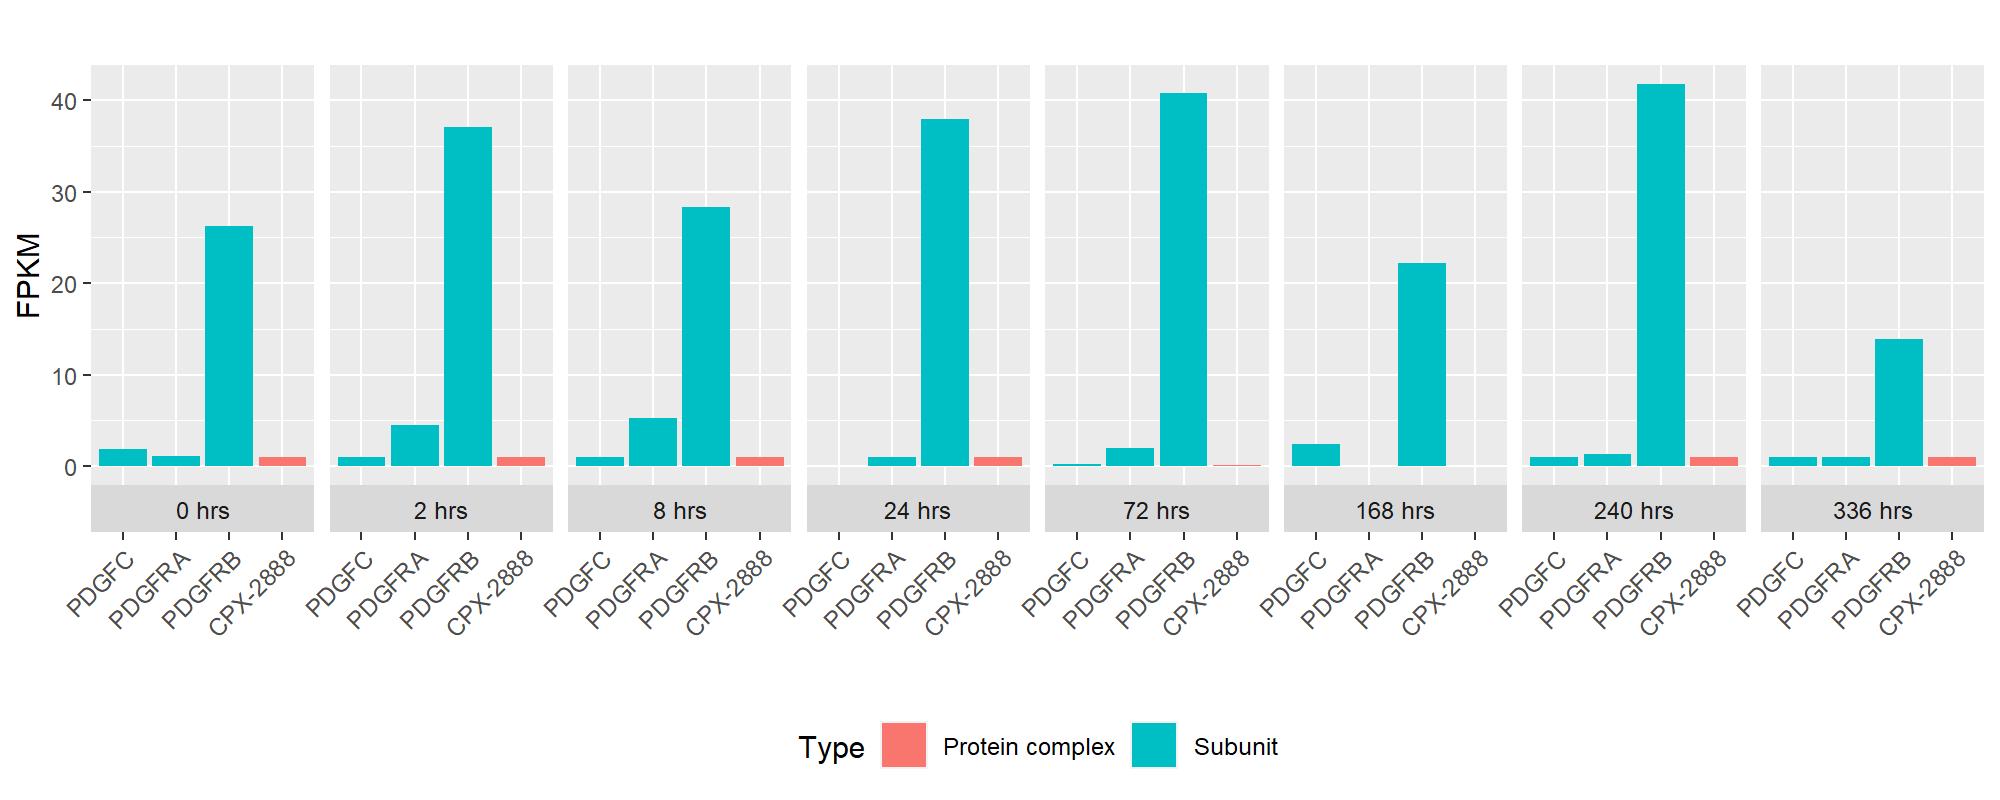 FPKM
40
30
20
10
0
0 hrs 2 hrs 8 hrs 24 hrs 72 hrs 168 hrs 240 hrs 336 hrs
PDGFC PDGFRA PDGFRB CPX-2888 PDGFC PDGFRA PDGFRB CPX-2888 PDGFC PDGFRA PDGFRB CPX-2888 PDGFC PDGFRA PDGFRB CPX-2888 PDGFC PDGFRA PDGFRB CPX-2888 PDGFC PDGFRA PDGFRB CPX-2888 PDGFC PDGFRA PDGFRB CPX-2888 PDGFC PDGFRA PDGFRB CPX-2888
Type Protein complex Subunit